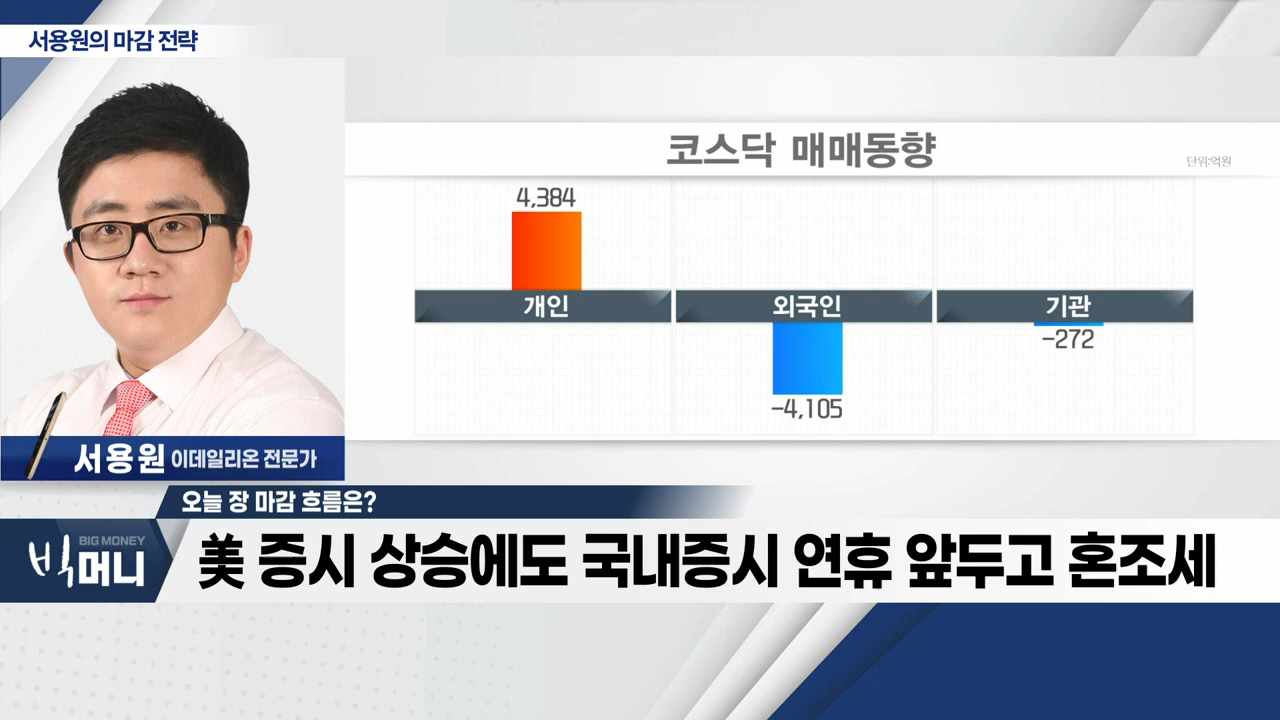 서용원의 마감 전략
코스닥 매매동향
단위:억원
4,384
개인
외국인
기관
-4,105
-272
서용원 이데일리온 전문가
오늘 장 마감 흐름은?
BIG MONEY
빅머니
美 증시 상승에도 국내증시 연휴 앞두고 혼조세